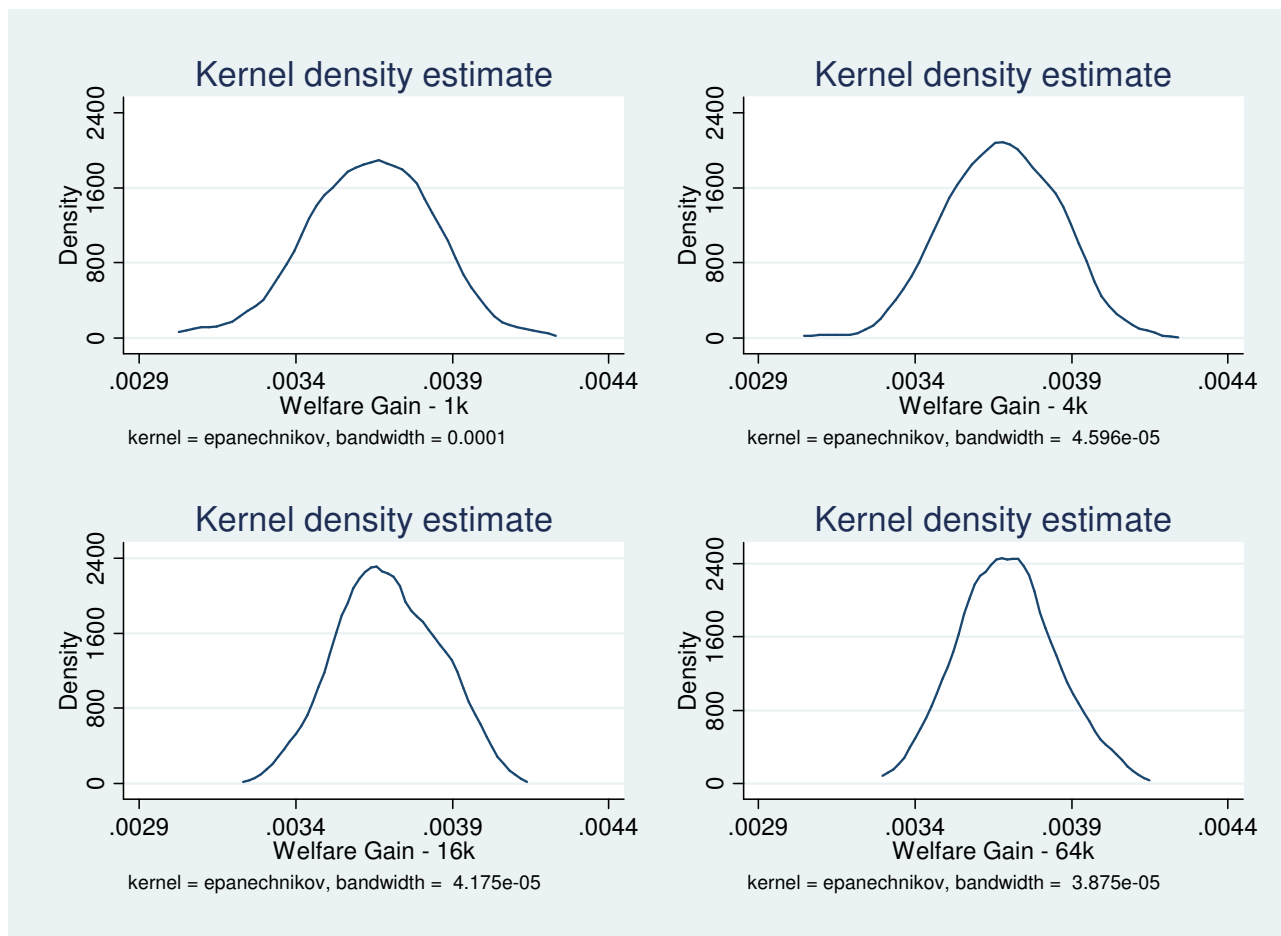 Kernel density estimate
2400
1600
800
0
Density
.0029 .0034 .0039 .0044
Welfare Gain - 1k
kernel = epanechnikov, bandwidth = 0.0001
Kernel density estimate
2400
1600
800
0
Density
.0029 .0034 .0039 .0044
Welfare Gain - 4k
kernel = epanechnikov, bandwidth = 4.596e-05
Kernel density estimate
2400
1600
800
0
Density
.0029 .0034 .0039 .0044
Welfare Gain - 16k
kernel = epanechnikov, bandwidth = 4.175e-05
Kernel density estimate
2400
1600
800
0
Density
.0029 .0034 .0039 .0044
Welfare Gain - 64k
kernel = epanechnikov, bandwidth = 3.875e-05